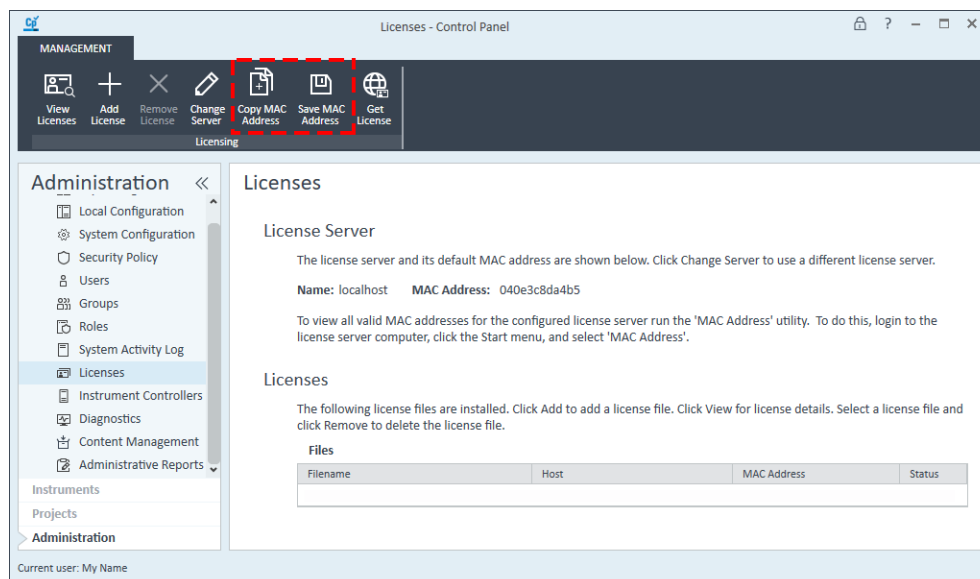 Cp
Licenses - Control Panel
?
MANAGEMENT
View Licenses
Add License
Remove License
Change Server
Copy MAC Address
Save MAC Address
Get License
Licensing
Administration
Local Configuration
System Configuration
Security Policy
Users
Groups
Roles
System Activity Log
Licenses
Instrument Controllers
Diagnostics
Content Management
Administrative Reports
Instruments
Projects
Administration
Licenses
License Server
The license server and its default MAC address are shown below. Click Change Server to use a different license server.
Name: localhost MAC Address: 040e3c8da4b5
To view all valid MAC addresses for the configured license server run the 'MAC Address' utility. To do this, login to the
license server computer, click the Start menu, and select 'MAC Address'.
Licenses
The following license files are installed. Click Add to add a license file. Click View for license details. Select a license file and
click Remove to delete the license file.
Files
Filename Host MAC Address Status
Current user: My Name